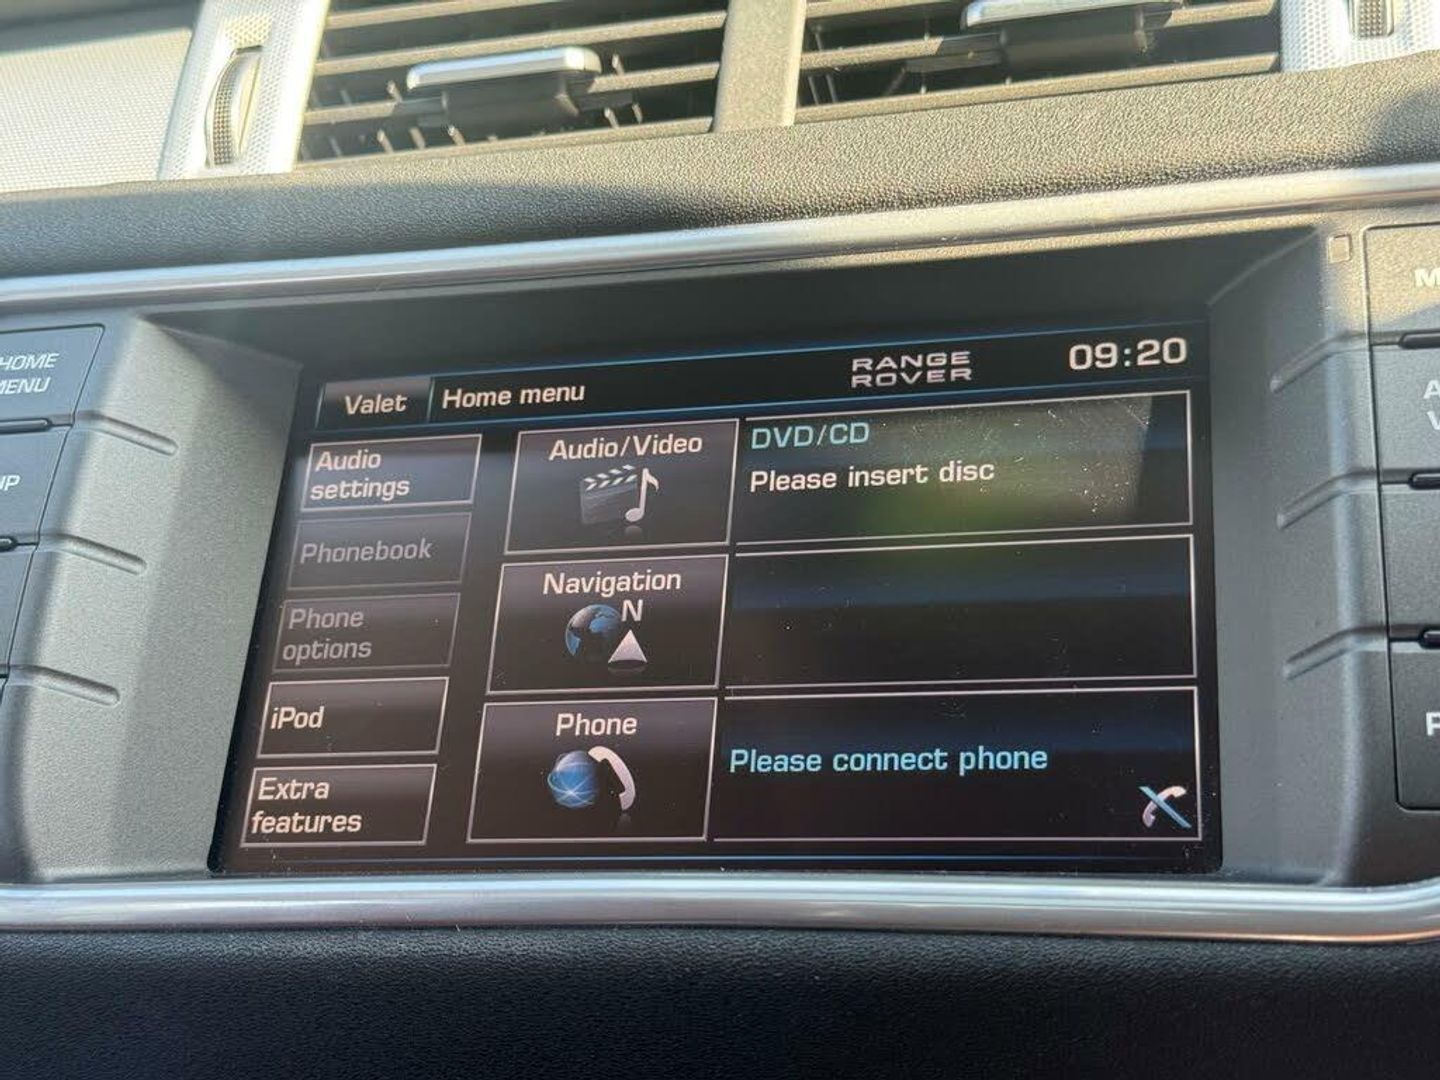 HOME
MENU
Valet
Home menu
RANGE
ROVER
09:20
Audio
settings
Phonebook
Phone
options
iPod
Extra
features
Audio/Video
Navigation
N
Phone
DVD/CD
Please insert disc
Please connect phone